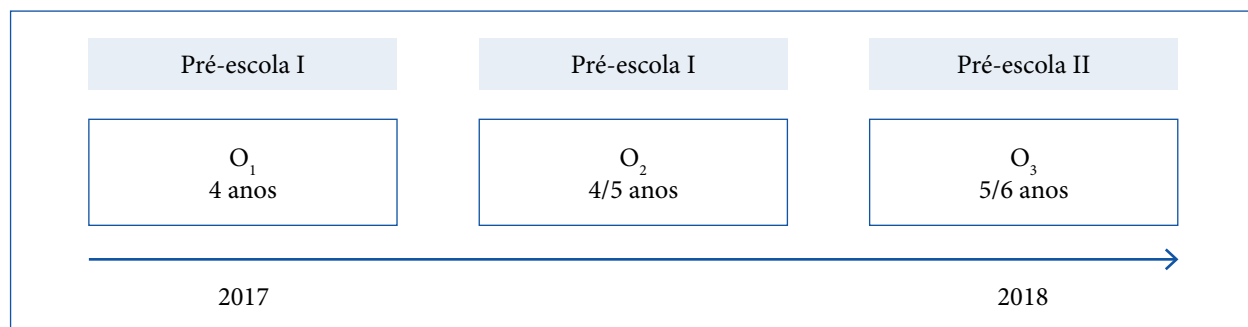 Pré-escola I
Pré-escola I
Pré-escola II
O₁
4 anos
O₂
4/5 anos
O₃
5/6 anos
2017
2018